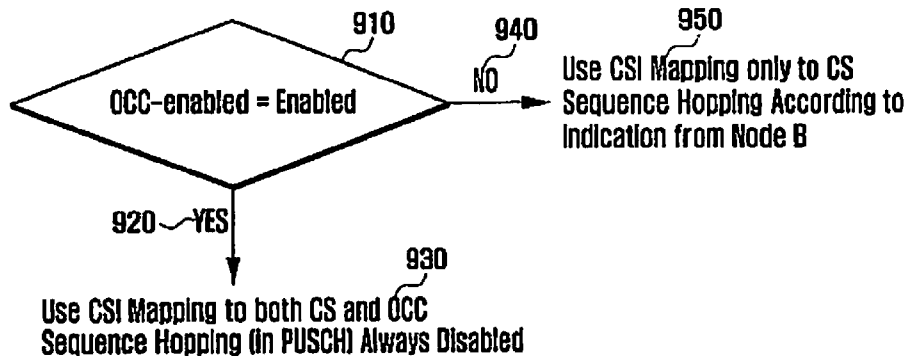 910
OCC-enabled = Enabled
940
NO
950
Use CSI Mapping only to CS
Sequence Hopping According to
Indication from Node B
920
YES
930
Use CSI Mapping to both CS and OCC
Sequence Hopping (in PUSCH) Always Disabled